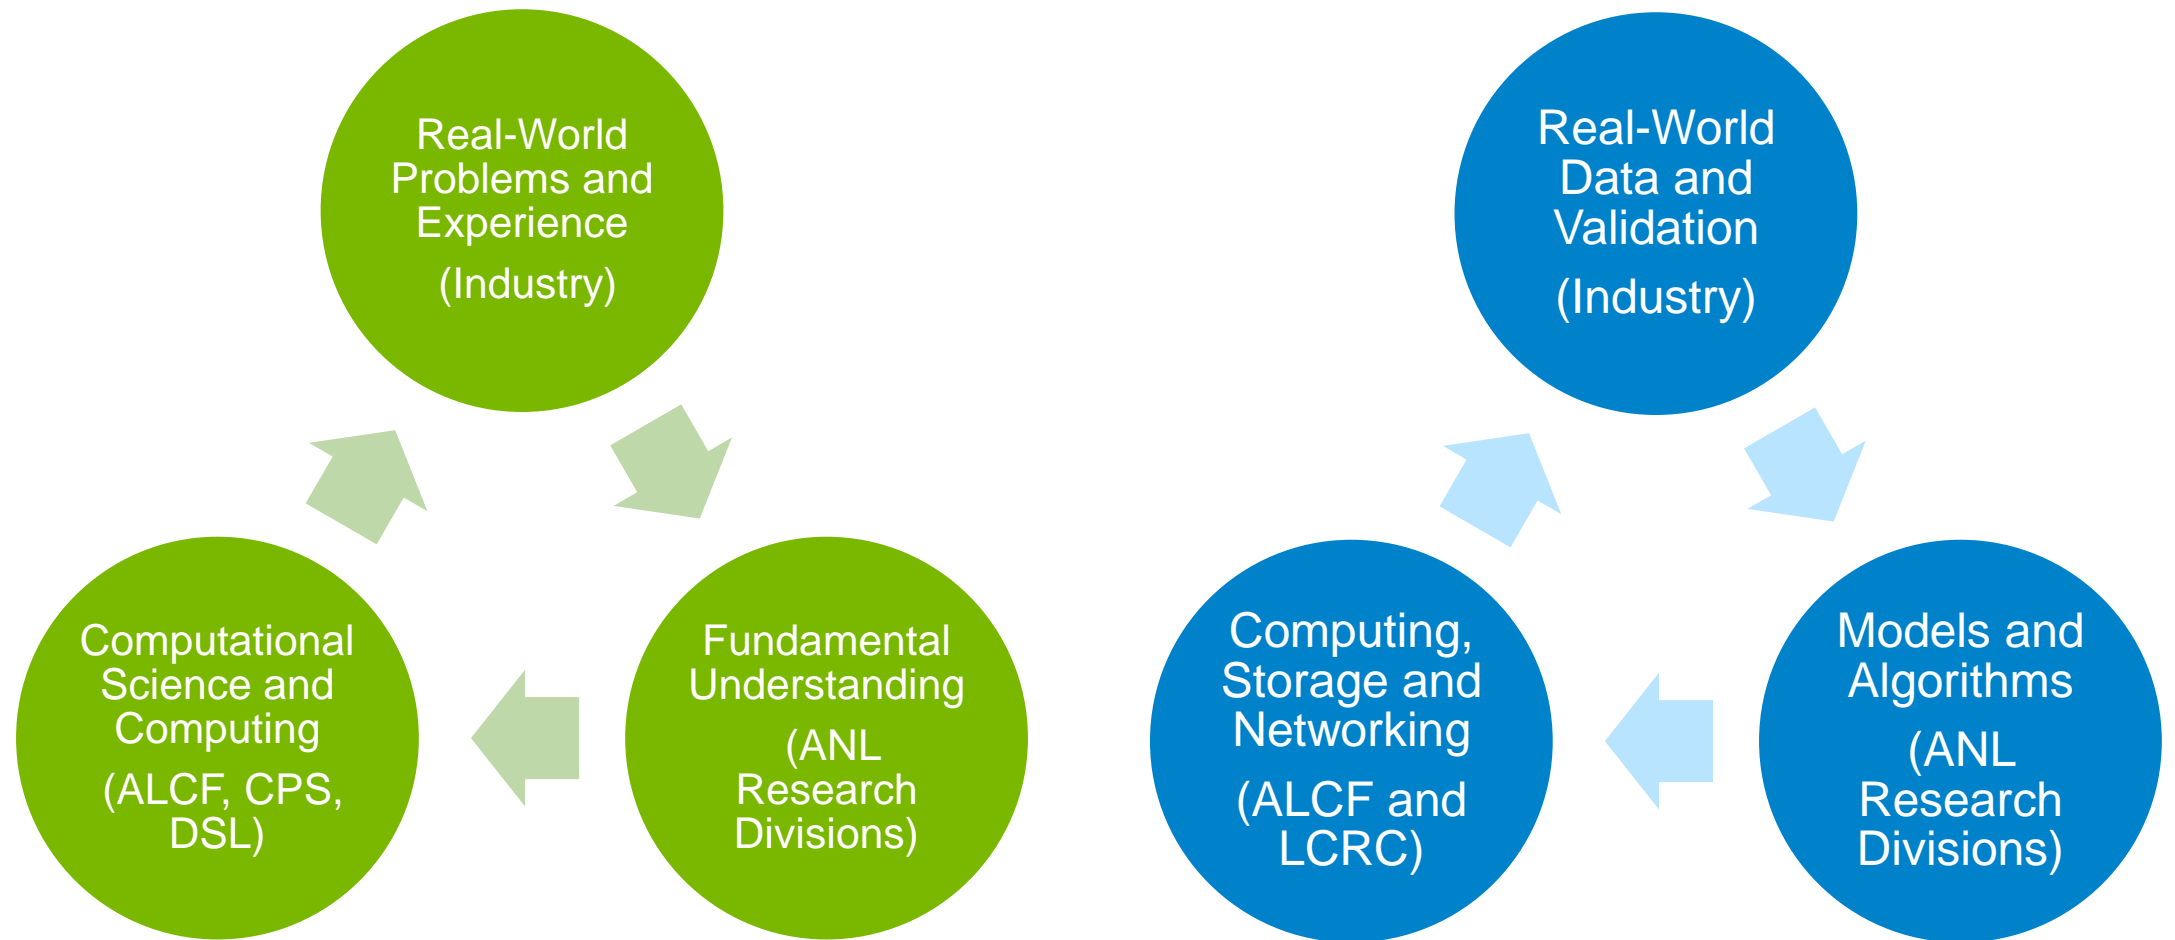 Real-World
Problems and
Experience
(Industry)
Computational
Science and
Computing
(ALCF, CPS,
DSL)
Fundamental
Understanding
(ANL
Research
Divisions)
Real-World
Data and
Validation
(Industry)
Computing,
Storage and
Networking
(ALCF and
LCRC)
Models and
Algorithms
(ANL
Research
Divisions)